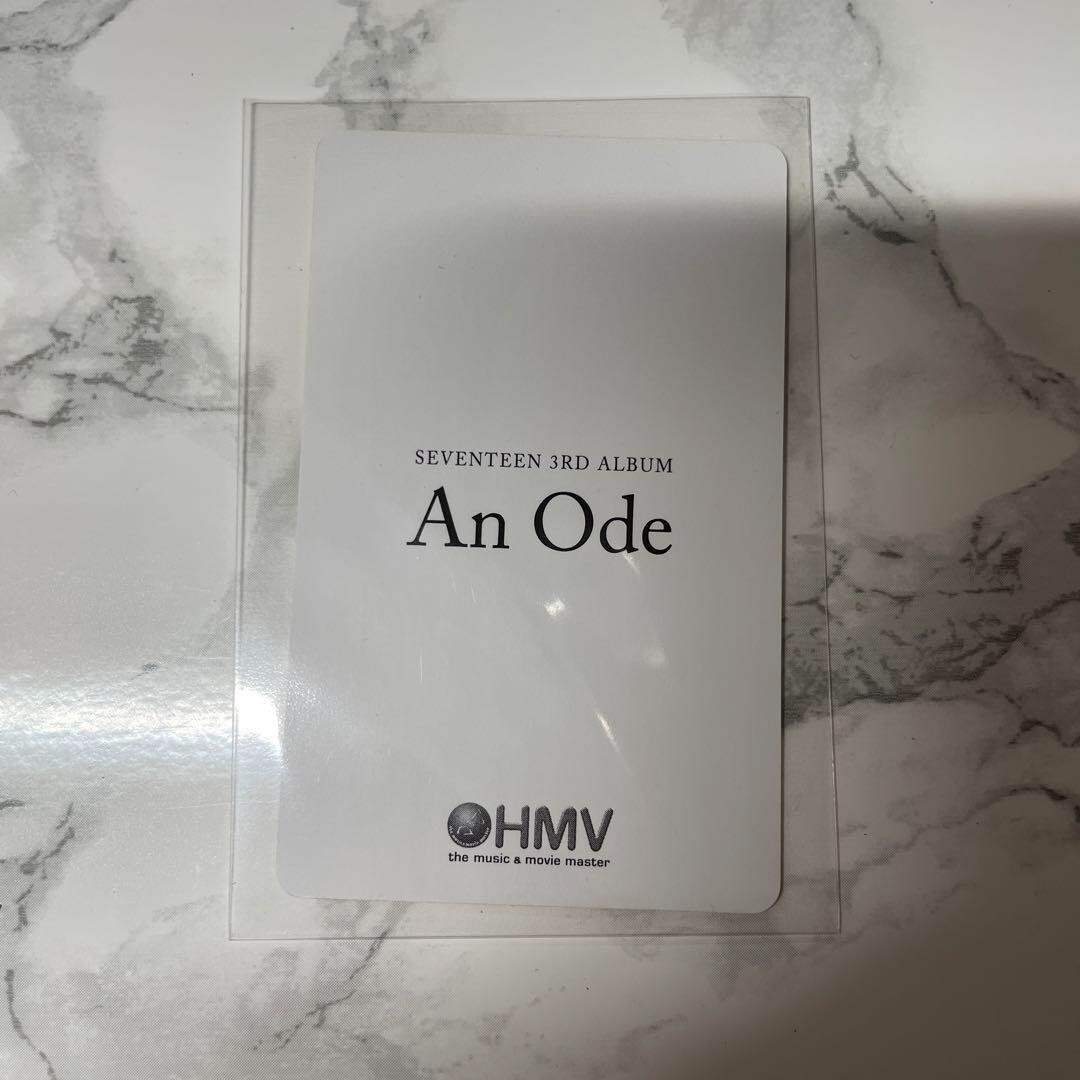 SEVENTEEN 3RD ALBUM
An Ode
HMV
the music & movie master